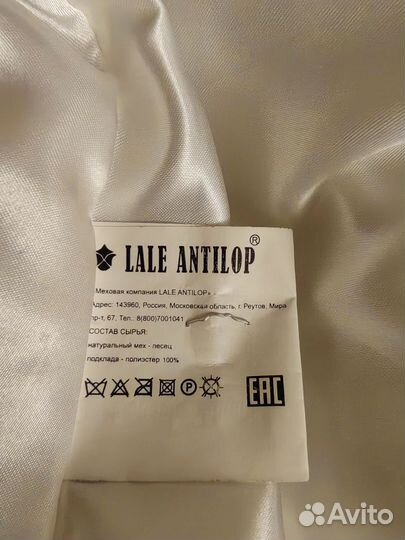 LALE ANTILOP ®
Меховая компания LALE ANTILOP»
Адрес: 143960, Россия, Московская область, г. Реутов, Мира
пр-т, 67, Тел.: 8(800)7001041
СОСТАВ СЫРЬЯ:
натуральный мех - песец
подклада - полиэстер 100%
P
EAC
Avito